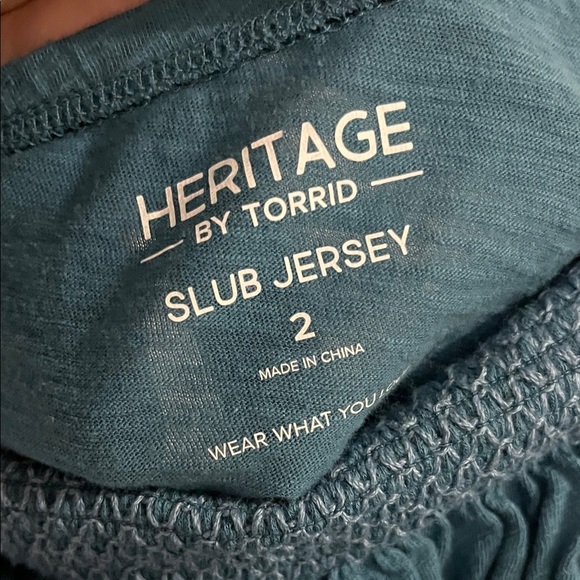 HERITAGE
BY TORRID
SLUB JERSEY
2
MADE IN CHINA
WEAR WHAT YOU